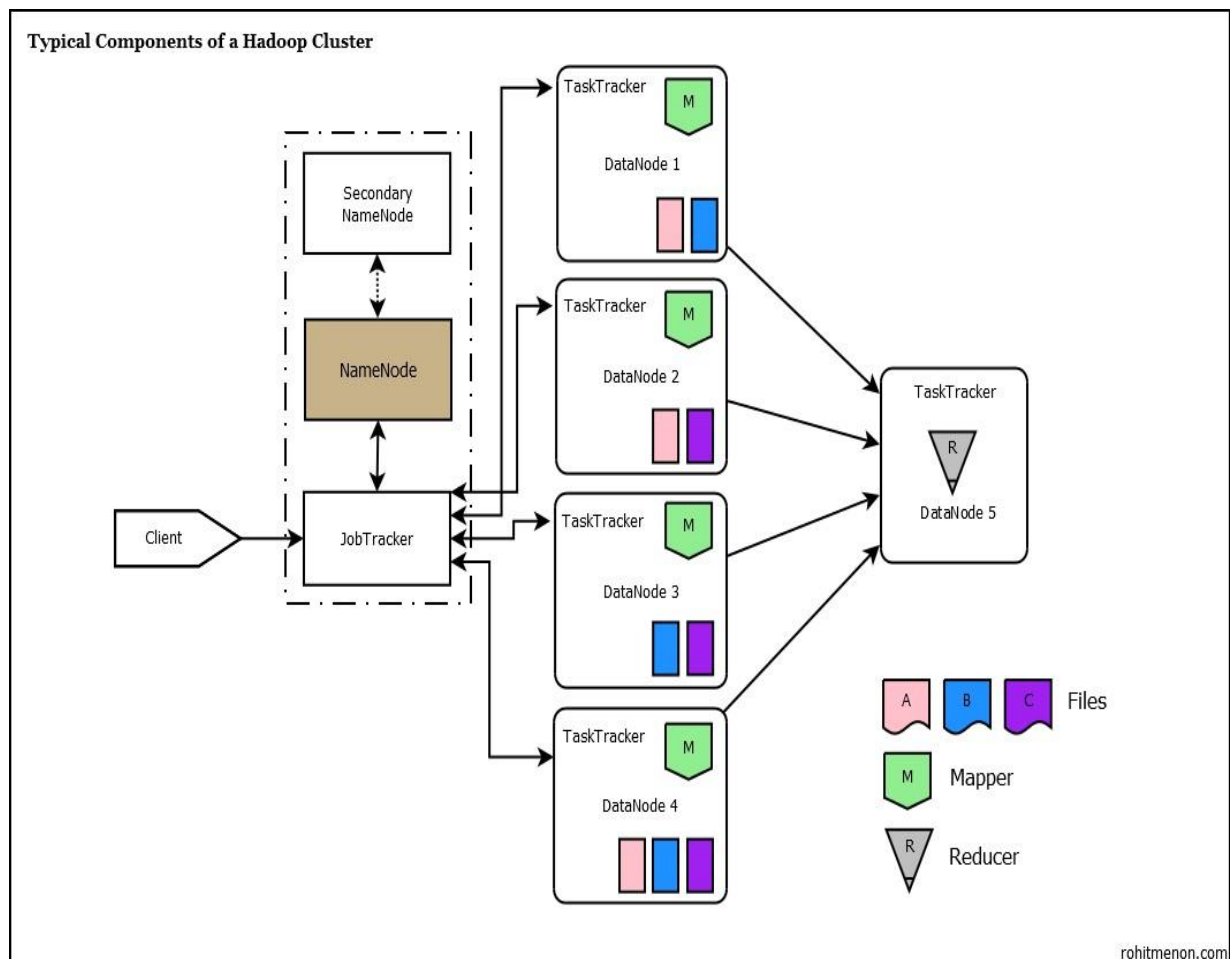 Typical Components of a Hadoop Cluster
Secondary
NameNode
NameNode
Client
JobTracker
TaskTracker
M
DataNode 1
TaskTracker
M
DataNode 2
TaskTracker
M
DataNode 3
TaskTracker
M
DataNode 4
TaskTracker
R
DataNode 5
A B C Files
M Mapper
R Reducer
rohitmenon.com